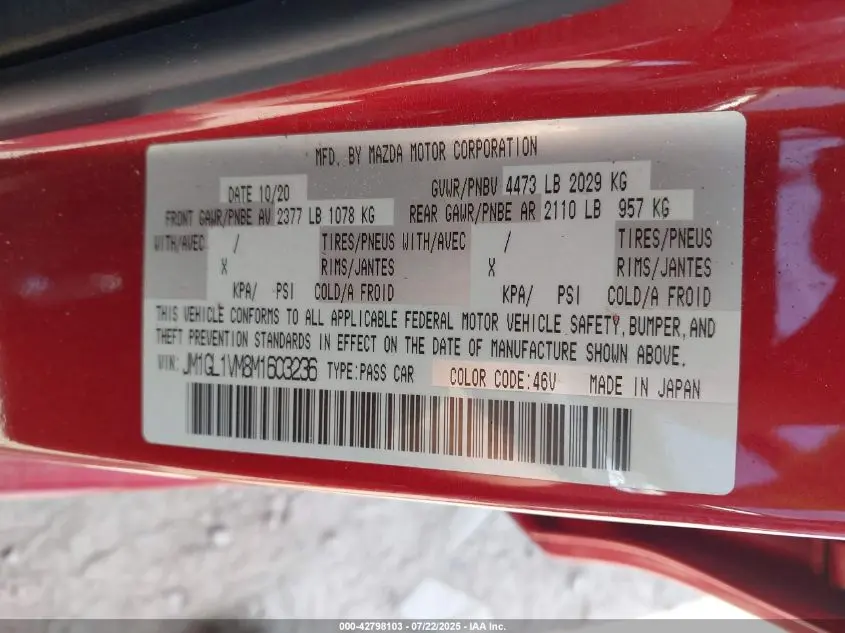 MFD. BY MAZDA MOTOR CORPORATION
DATE 10/20 GVWR/PNBV 4473 LB 2029 KG
FRONT GAWR/PNBE AV 2377 LB 1078 KG REAR GAWR/PNBE AR 2110 LB 957 KG
WITH/AVEC / TIRES/PNEUS WITH/AVEC / TIRES/PNEUS
X RIMS/JANTES X RIMS/JANTES
KPA/ PSI COLD/A FROID KPA/ PSI COLD/A FROID
THIS VEHICLE CONFORMS TO ALL APPLICABLE FEDERAL MOTOR VEHICLE SAFETY, BUMPER, AND
THEFT PREVENTION STANDARDS IN EFFECT ON THE DATE OF MANUFACTURE SHOWN ABOVE.
VIN: JM1GL1VM8M1603236 TYPE:PASS CAR COLOR CODE:46V MADE IN JAPAN
000-42798103 - 07/22/2025 - IAA Inc.